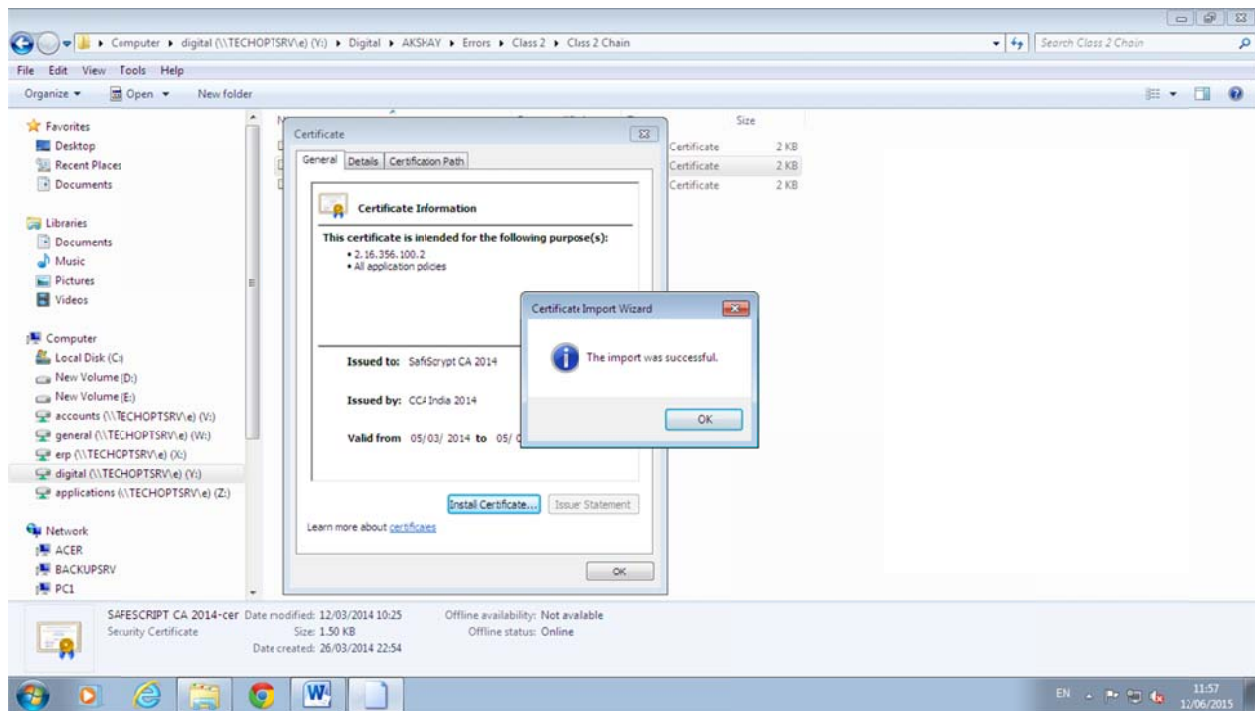 Computer ▸ digital (\\TECHOPTSRV\e) (Y:) ▸ Digital ▸ AKSHAY ▸ Errors ▸ Class 2 ▸ Class 2 Chain
Search Class 2 Chain
File Edit View Tools Help
Organize Open New folder
Favorites
Desktop
Recent Places
Documents
Libraries
Documents
Music
Pictures
Videos
Computer
Local Disk (C:)
New Volume (D:)
New Volume (E:)
accounts (\\TECHOPTSRV\e) (V:)
general (\\TECHOPTSRV\e) (W:)
erp (\\TECHOPTSRV\e) (X:)
digital (\\TECHOPTSRV\e) (Y:)
applications (\\TECHOPTSRV\e) (Z:)
Network
ACER
BACKUPSRV
PC1
Size
Certificate 2 KB
Certificate 2 KB
Certificate 2 KB
Certificate
General Details Certification Path
Certificate Information
This certificate is intended for the following purpose(s):
• 2.16.356.100.2
• All application policies
Issued to: SafeScrypt CA 2014
Issued by: CCA India 2014
Valid from 05/03/ 2014 to 05/
Install Certificate... Issuer Statement
Learn more about certificates
OK
Certificate Import Wizard
The import was successful.
OK
SAFESCRIPT CA 2014-cer Date modified: 12/03/2014 10:25 Offline availability: Not available
Security Certificate Size: 1.50 KB Offline status: Online
Date created: 26/03/2014 22:54
EN 11:57
12/06/2015